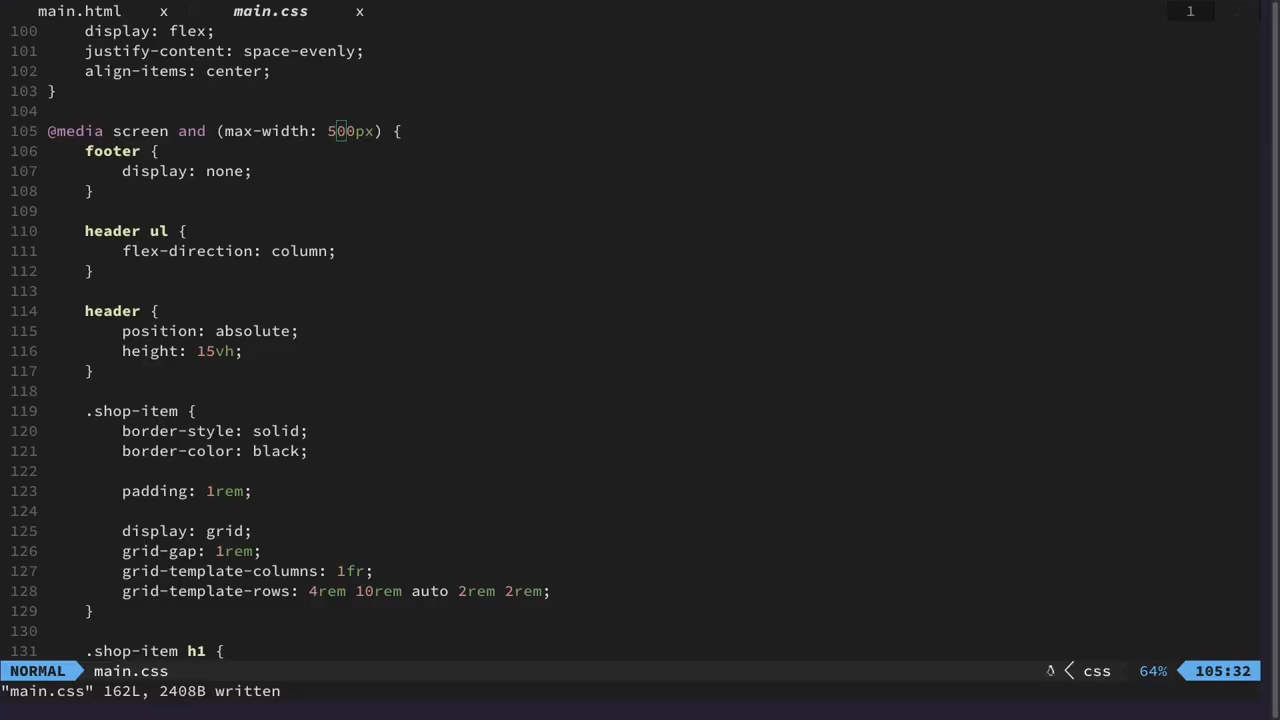 main.html x main.css x 1
100 display: flex;
101 justify-content: space-evenly;
102 align-items: center;
103 }
104
105 @media screen and (max-width: 500px) {
106 footer {
107 display: none;
108 }
109
110 header ul {
111 flex-direction: column;
112 }
113
114 header {
115 position: absolute;
116 height: 15vh;
117 }
118
119 .shop-item {
120 border-style: solid;
121 border-color: black;
122
123 padding: 1rem;
124
125 display: grid;
126 grid-gap: 1rem;
127 grid-template-columns: 1fr;
128 grid-template-rows: 4rem 10rem auto 2rem 2rem;
129 }
130
131 .shop-item h1 {
NORMAL main.css css 64% 105:32
"main.css" 162L, 2408B written